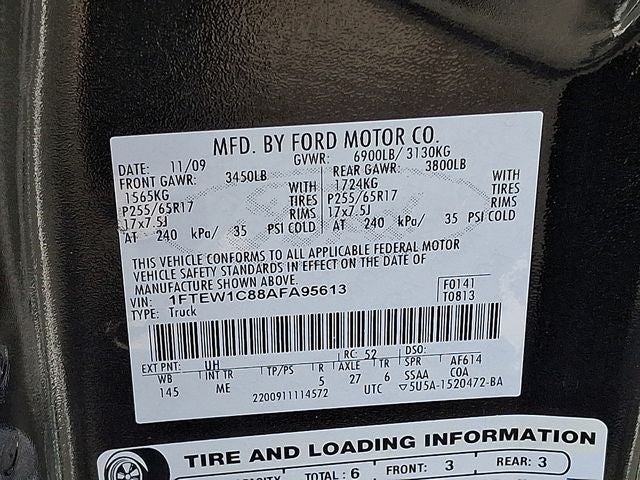 MFD. BY FORD MOTOR CO.
DATE: 11/09 GVWR: 6900LB/ 3130KG
FRONT GAWR: 3450LB REAR GAWR: 3800LB
1565KG WITH 1724KG WITH
P255/65R17 TIRES P255/65R17 TIRES
17x7.5J RIMS 17x7.5J RIMS
AT 240 kPa/ 35 PSI COLD AT 240 kPa/ 35 PSI COLD
THIS VEHICLE CONFORMS TO ALL APPLICABLE FEDERAL MOTOR
VEHICLE SAFETY STANDARDS IN EFFECT ON THE DATE OF
MANUFACTURE SHOWN ABOVE.
VIN: 1FTEW1C88AFA95613 F0141
TYPE: Truck T0813
EXT PNT: UH RC: 52 DSO:
WB INT TR TP/PS R AXLE TR SPR AF614
145 ME 5 27 6 SSAA COA
2200911114572 UTC ▽5U5A-1520472-BA
TIRE AND LOADING INFORMATION
TOTAL: 6 FRONT: 3 REAR: 3